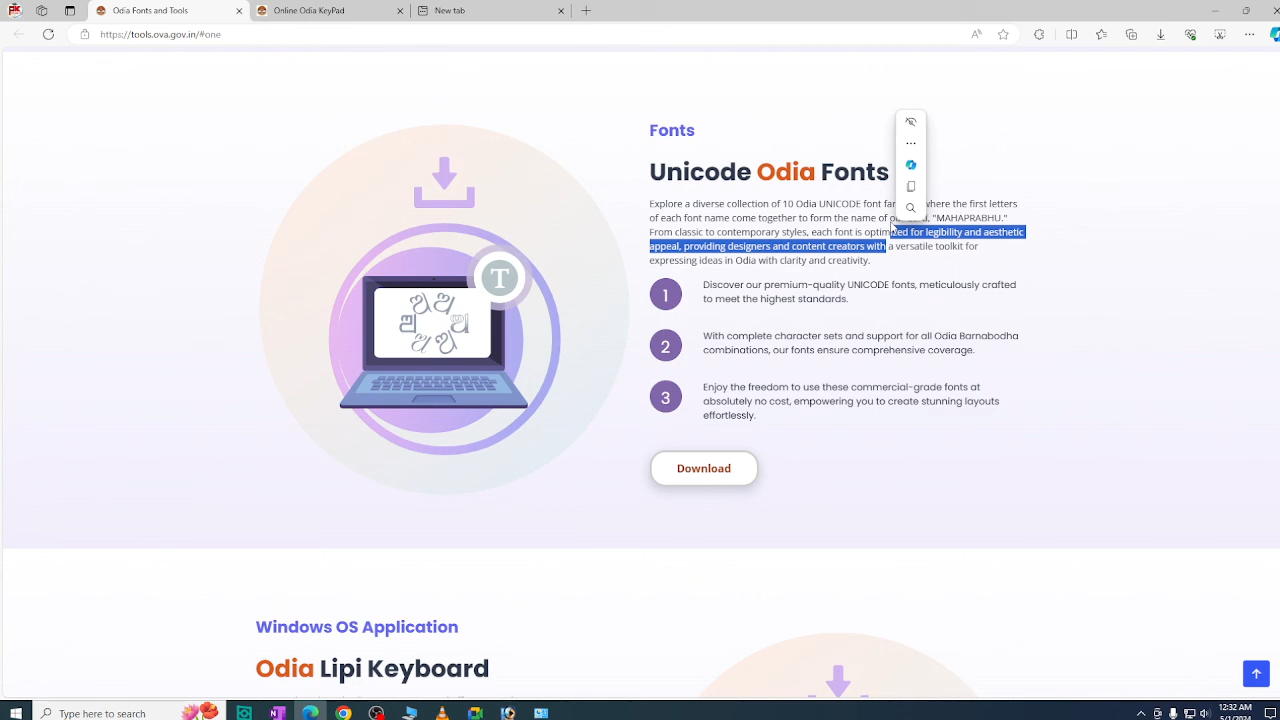 Odia Fonts and Tools
Online Odia KeyPad
New tab
https://tools.ova.gov.in/#one
Fonts
Unicode Odia Fonts
Explore a diverse collection of 10 Odia UNICODE font where the first letters
of each font name come together to form the name of "MAHAPRABHU."
From classic to contemporary styles, each font is optimized for legibility and aesthetic
appeal, providing designers and content creators with a versatile toolkit for
expressing ideas in Odia with clarity and creativity.
1
Discover our premium-quality UNICODE fonts, meticulously crafted
to meet the highest standards.
2
With complete character sets and support for all Odia Barnabodha
combinations, our fonts ensure comprehensive coverage.
3
Enjoy the freedom to use these commercial-grade fonts at
absolutely no cost, empowering you to create stunning layouts
effortlessly.
Download
T
ଅ ଅ
ଅ ଅ
ଅ ଅ
Windows OS Application
Odia Lipi Keyboard
Type here to search
12:32 AM